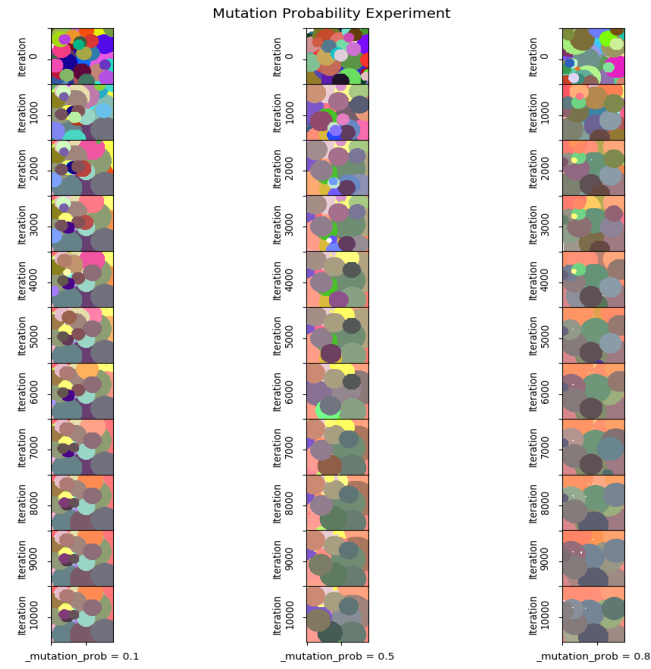 Mutation Probability Experiment
Iteration 0 Iteration 0 Iteration 0
Iteration 1000 Iteration 1000 Iteration 1000
Iteration 2000 Iteration 2000 Iteration 2000
Iteration 3000 Iteration 3000 Iteration 3000
Iteration 4000 Iteration 4000 Iteration 4000
Iteration 5000 Iteration 5000 Iteration 5000
Iteration 6000 Iteration 6000 Iteration 6000
Iteration 7000 Iteration 7000 Iteration 7000
Iteration 8000 Iteration 8000 Iteration 8000
Iteration 9000 Iteration 9000 Iteration 9000
Iteration 10000 Iteration 10000 Iteration 10000
_mutation_prob = 0.1 _mutation_prob = 0.5 _mutation_prob = 0.8